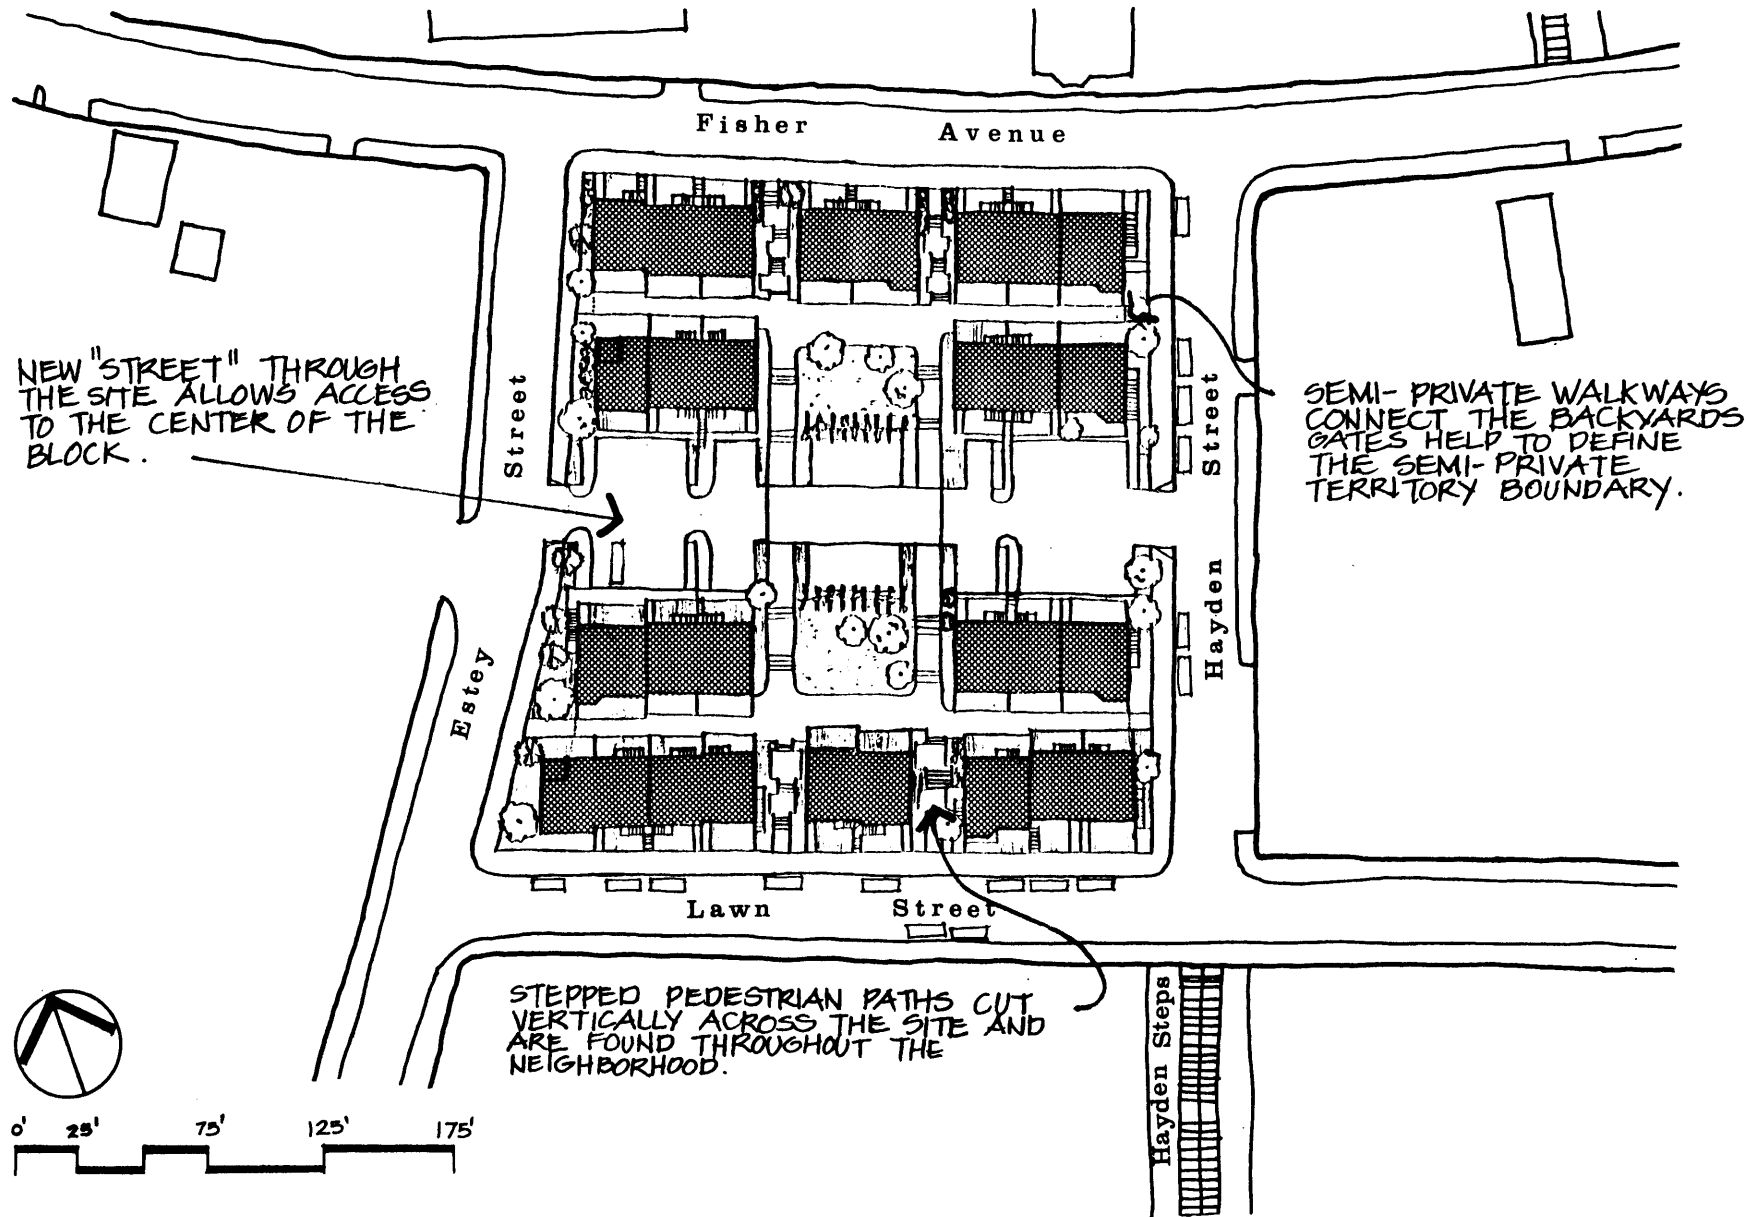 Fisher Avenue
NEW "STREET" THROUGH
THE SITE ALLOWS ACCESS
TO THE CENTER OF THE
BLOCK.
Street
Estey
Street
Hayden
SEMI-PRIVATE WALKWAYS
CONNECT THE BACKYARDS
GATES HELP TO DEFINE
THE SEMI-PRIVATE
TERRITORY BOUNDARY.
Lawn Street
STEPPED PEDESTRIAN PATHS CUT
VERTICALLY ACROSS THE SITE AND
ARE FOUND THROUGHOUT THE
NEIGHBORHOOD.
Hayden Steps
0' 25' 75' 125' 175'